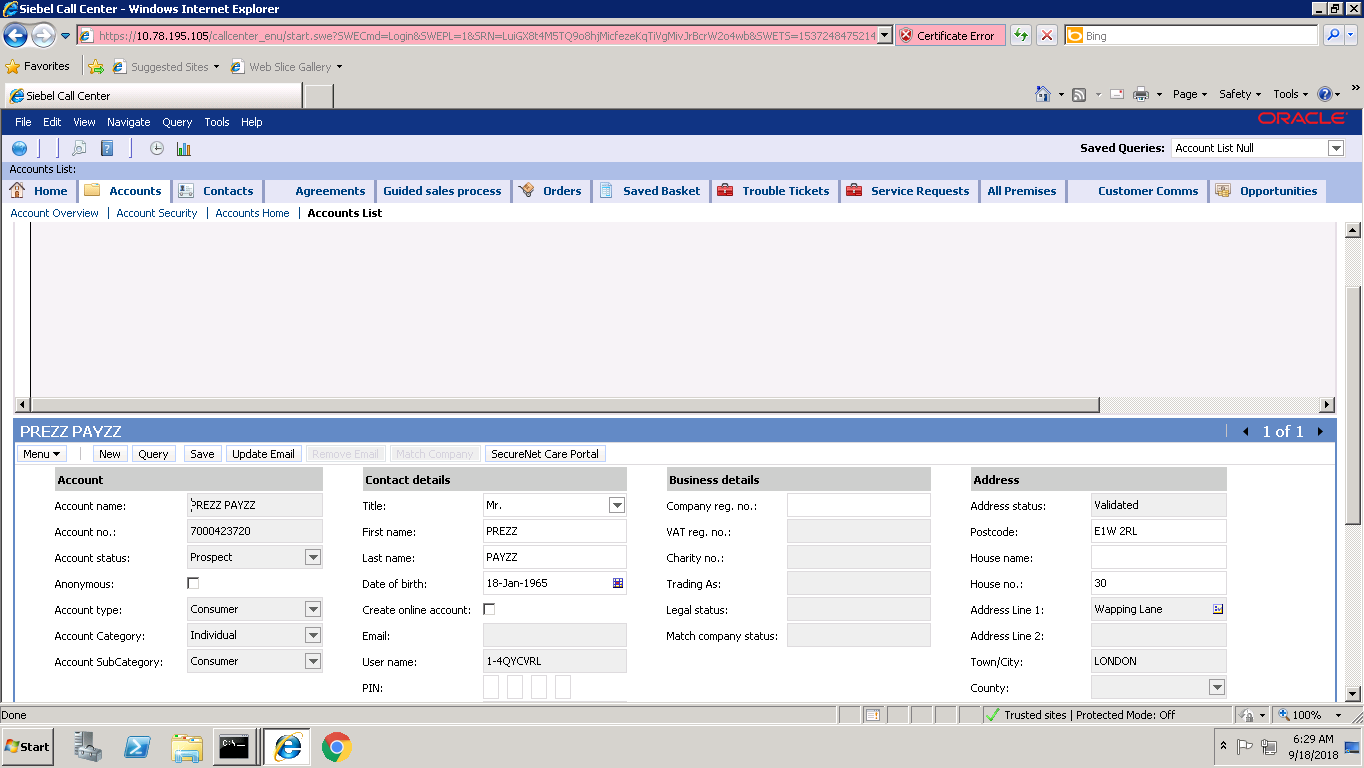 Siebel Call Center - Windows Internet Explorer
https://10.78.195.105/callcenter_enu/start.swe?SWECmd=Login&SWEPL=1&SRN=LuiGX8t4M5TQ9o8hjMicfezeKqTiVgMivJrBcrW2o4wb&SWETS=1537248475214
Certificate Error
Bing
Favorites
Suggested Sites
Web Slice Gallery
Siebel Call Center
Page Safety Tools
File Edit View Navigate Query Tools Help
ORACLE
Saved Queries: Account List Null
Accounts List:
Home Accounts Contacts Agreements Guided sales process Orders Saved Basket Trouble Tickets Service Requests All Premises Customer Comms Opportunities
Account Overview | Account Security | Accounts Home | Accounts List
PREZZ PAYZZ
1 of 1
Menu New Query Save Update Email Remove Email Match Company SecureNet Care Portal
Account Contact details Business details Address
Account name: PREZZ PAYZZ Title: Mr. Company reg. no.: Address status: Validated
Account no.: 7000423720 First name: PREZZ VAT reg. no.: Postcode: E1W 2RL
Account status: Prospect Last name: PAYZZ Charity no.: House name:
Anonymous: Date of birth: 18-Jan-1965 Trading As: House no.: 30
Account type: Consumer Create online account: Legal status: Address Line 1: Wapping Lane
Account Category: Individual Email: Match company status: Address Line 2:
Account SubCategory: Consumer User name: 1-4QYCVRL Town/City: LONDON
PIN: County:
Done
Trusted sites | Protected Mode: Off
100%
Start
6:29 AM
9/18/2018